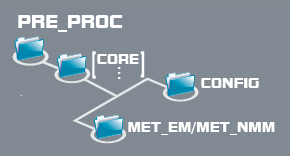 PRE_PROC
[CORE]
⋮
CONFIG
MET_EM/MET_NMM